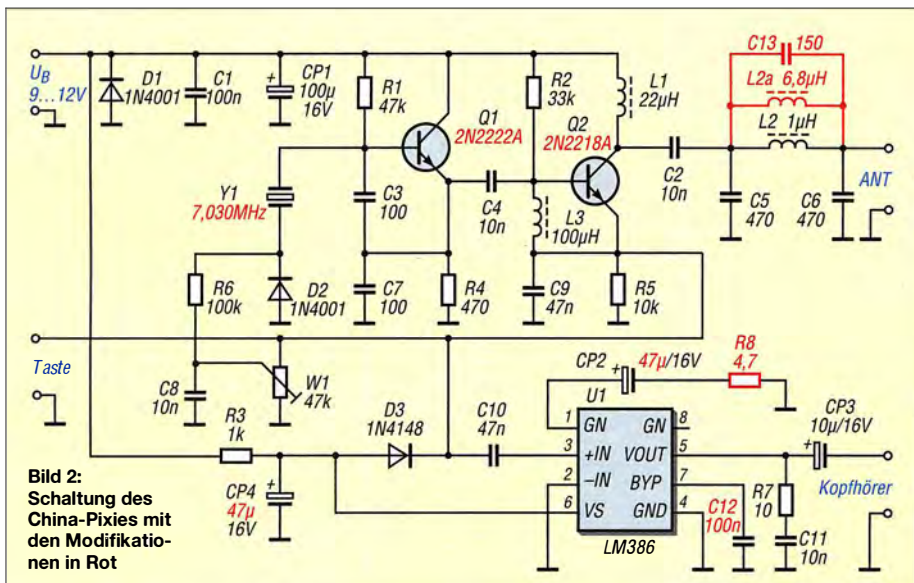 UB
9...12V
D1
1N4001
C1
100n
CP1
100µ
16V
+
R1
47k
Q1
2N2222A
R2
33k
Q2
2N2218A
L1
22µH
C13 150
L2a 6,8µH
L2 1µH
C2
10n
ANT
C5
470
C6
470
Y1
7,030MHz
C3
100
C4
10n
L3
100µH
R6
100k
D2
1N4001
C7
100
R4
470
C9
47n
R5
10k
Taste
C8
10n
W1
47k
R3
1k
D3
1N4148
C10
47n
CP2
+
47µ/16V
R8
4,7
U1
1 GN GN 8
3 +IN VOUT 5
2 –IN BYP 7
6 VS GND 4
LM386
CP3
10µ/16V
+
Kopfhörer
R7
10
C11
10n
C12
100n
CP4
47µ
16V
+
Bild 2:
Schaltung des
China-Pixies mit
den Modifikatio-
nen in Rot